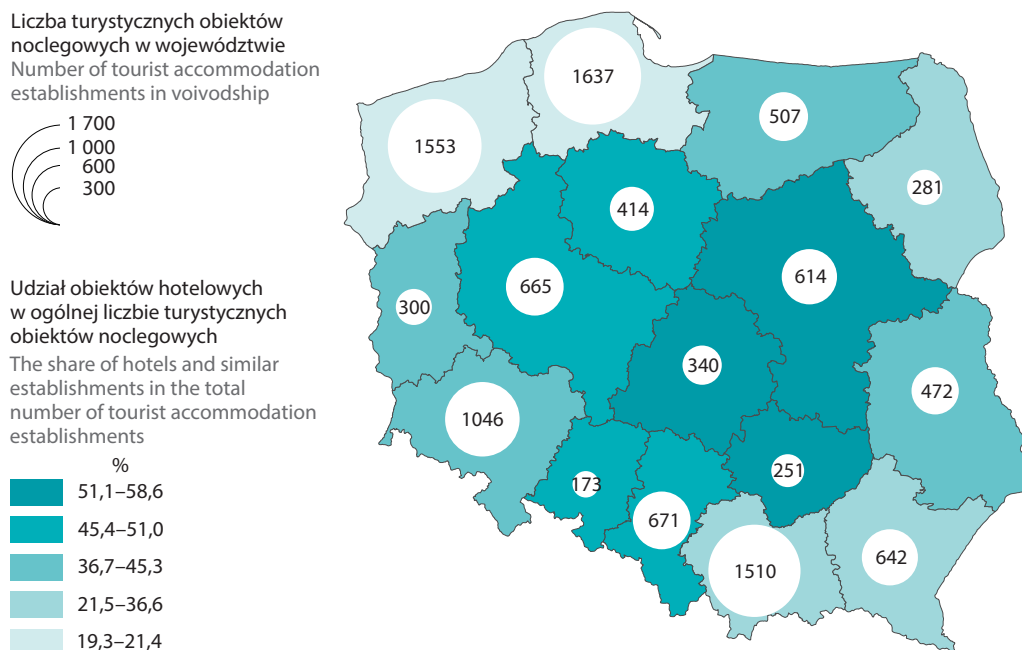 Liczba turystycznych obiektów
noclegowych w województwie
Number of tourist accommodation
establishments in voivodship
1 700
1 000
600
300
Udział obiektów hotelowych
w ogólnej liczbie turystycznych
obiektów noclegowych
The share of hotels and similar
establishments in the total
number of tourist accommodation
establishments
%
51,1–58,6
45,4–51,0
36,7–45,3
21,5–36,6
19,3–21,4
1637
1553
507
281
414
665
614
300
340
472
1046
251
173
671
642
1510